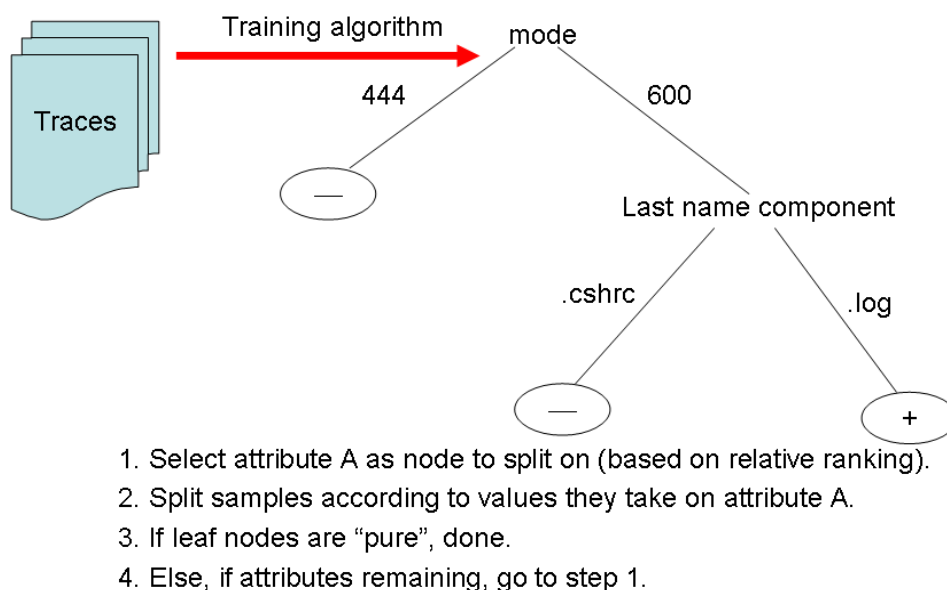 Training algorithm
mode
Traces
444
600
—
Last name component
.cshrc
.log
—
+
1. Select attribute A as node to split on (based on relative ranking).
2. Split samples according to values they take on attribute A.
3. If leaf nodes are “pure”, done.
4. Else, if attributes remaining, go to step 1.